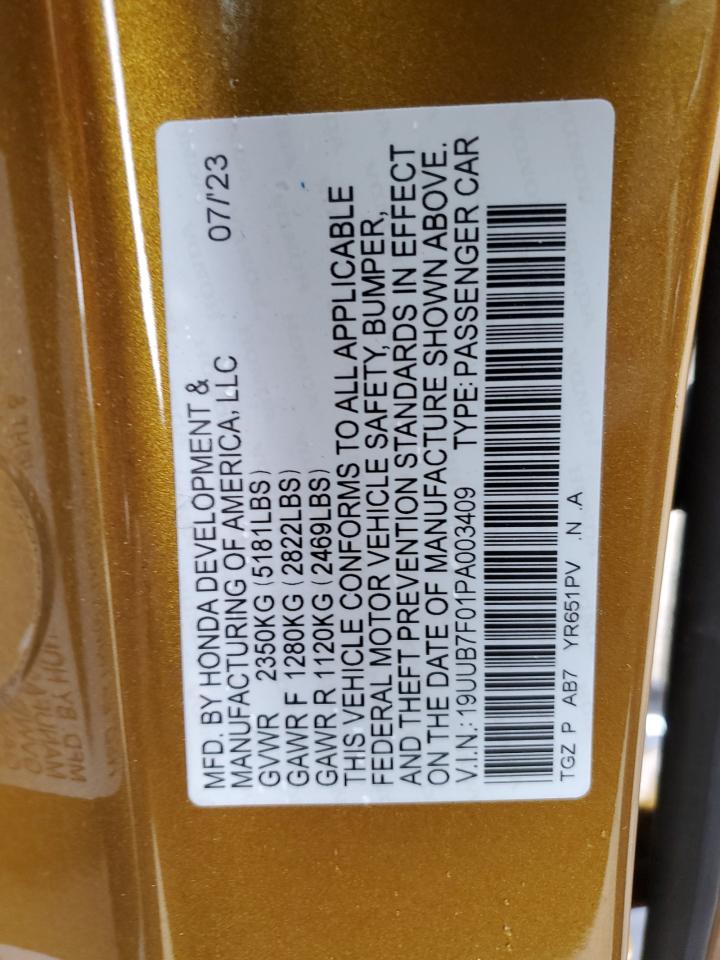 MFD. BY HONDA DEVELOPMENT & 07/'23
MANUFACTURING OF AMERICA, LLC
GVWR 2350KG (5181LBS)
GAWR F 1280KG (2822LBS)
GAWR R 1120KG (2469LBS)
THIS VEHICLE CONFORMS TO ALL APPLICABLE
FEDERAL MOTOR VEHICLE SAFETY, BUMPER,
AND THEFT PREVENTION STANDARDS IN EFFECT
ON THE DATE OF MANUFACTURE SHOWN ABOVE.
V.I.N.: 19UUB7F01PA003409 TYPE: PASSENGER CAR
TGZ P AB7 YR651PV .N .A